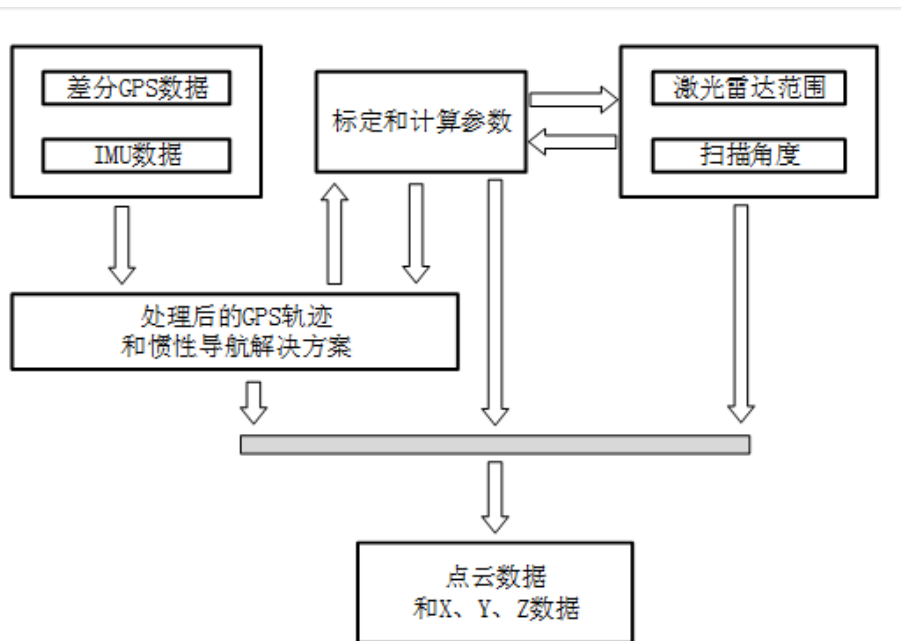 差分GPS数据
IMU数据
标定和计算参数
激光雷达范围
扫描角度
处理后的GPS轨迹
和惯性导航解决方案
点云数据
和X、Y、Z数据